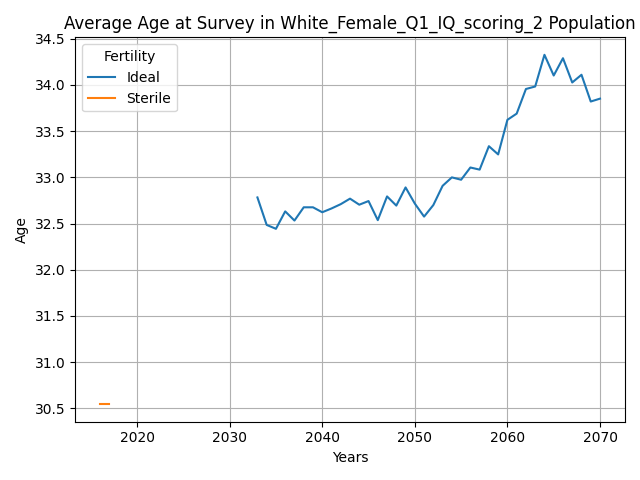 Average Age at Survey in White_Female_Q1_IQ_scoring_2 Population
34.5
34.0
33.5
33.0
32.5
32.0
31.5
31.0
30.5
Age
Fertility
Ideal
Sterile
2020 2030 2040 2050 2060 2070
Years